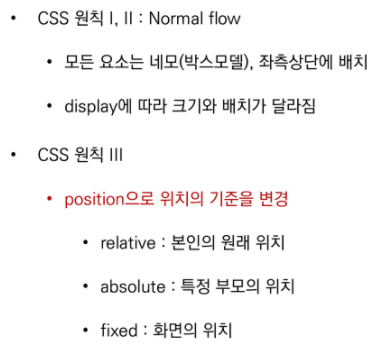 • CSS 원칙 I, II : Normal flow
• 모든 요소는 네모(박스모델), 좌측상단에 배치
• display에 따라 크기와 배치가 달라짐
• CSS 원칙 III
• position으로 위치의 기준을 변경
• relative : 본인의 원래 위치
• absolute : 특정 부모의 위치
• fixed : 화면의 위치